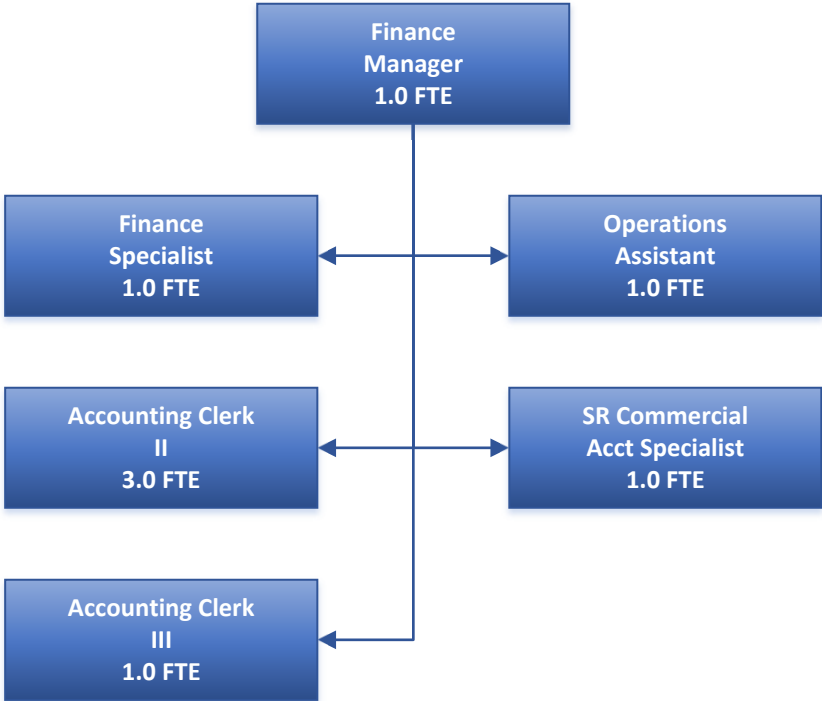 Finance
Manager
1.0 FTE
Finance
Specialist
1.0 FTE
Operations
Assistant
1.0 FTE
Accounting Clerk
II
3.0 FTE
SR Commercial
Acct Specialist
1.0 FTE
Accounting Clerk
III
1.0 FTE